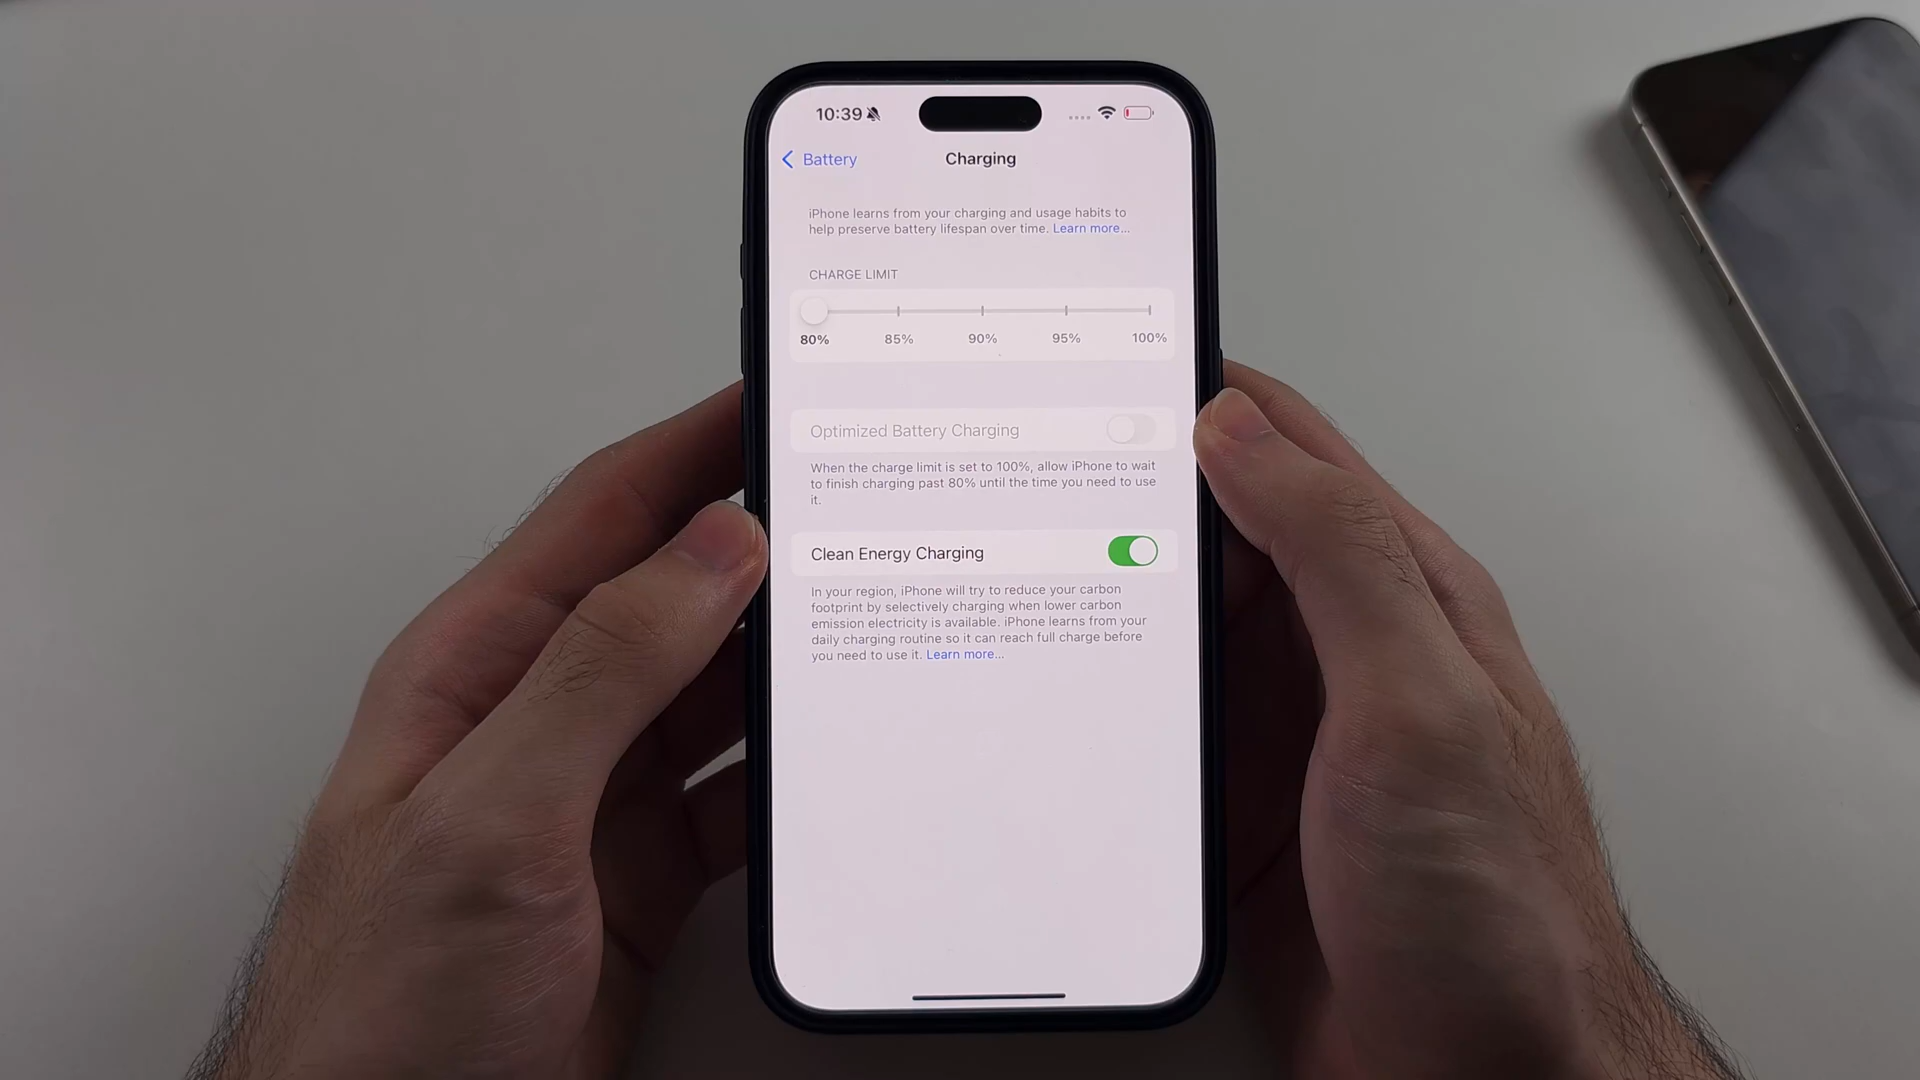 10:39
Battery
Charging
iPhone learns from your charging and usage habits to
help preserve battery lifespan over time. Learn more...
CHARGE LIMIT
80% 85% 90% 95% 100%
Optimized Battery Charging
When the charge limit is set to 100%, allow iPhone to wait
to finish charging past 80% until the time you need to use
it.
Clean Energy Charging
In your region, iPhone will try to reduce your carbon
footprint by selectively charging when lower carbon
emission electricity is available. iPhone learns from your
daily charging routine so it can reach full charge before
you need to use it. Learn more...